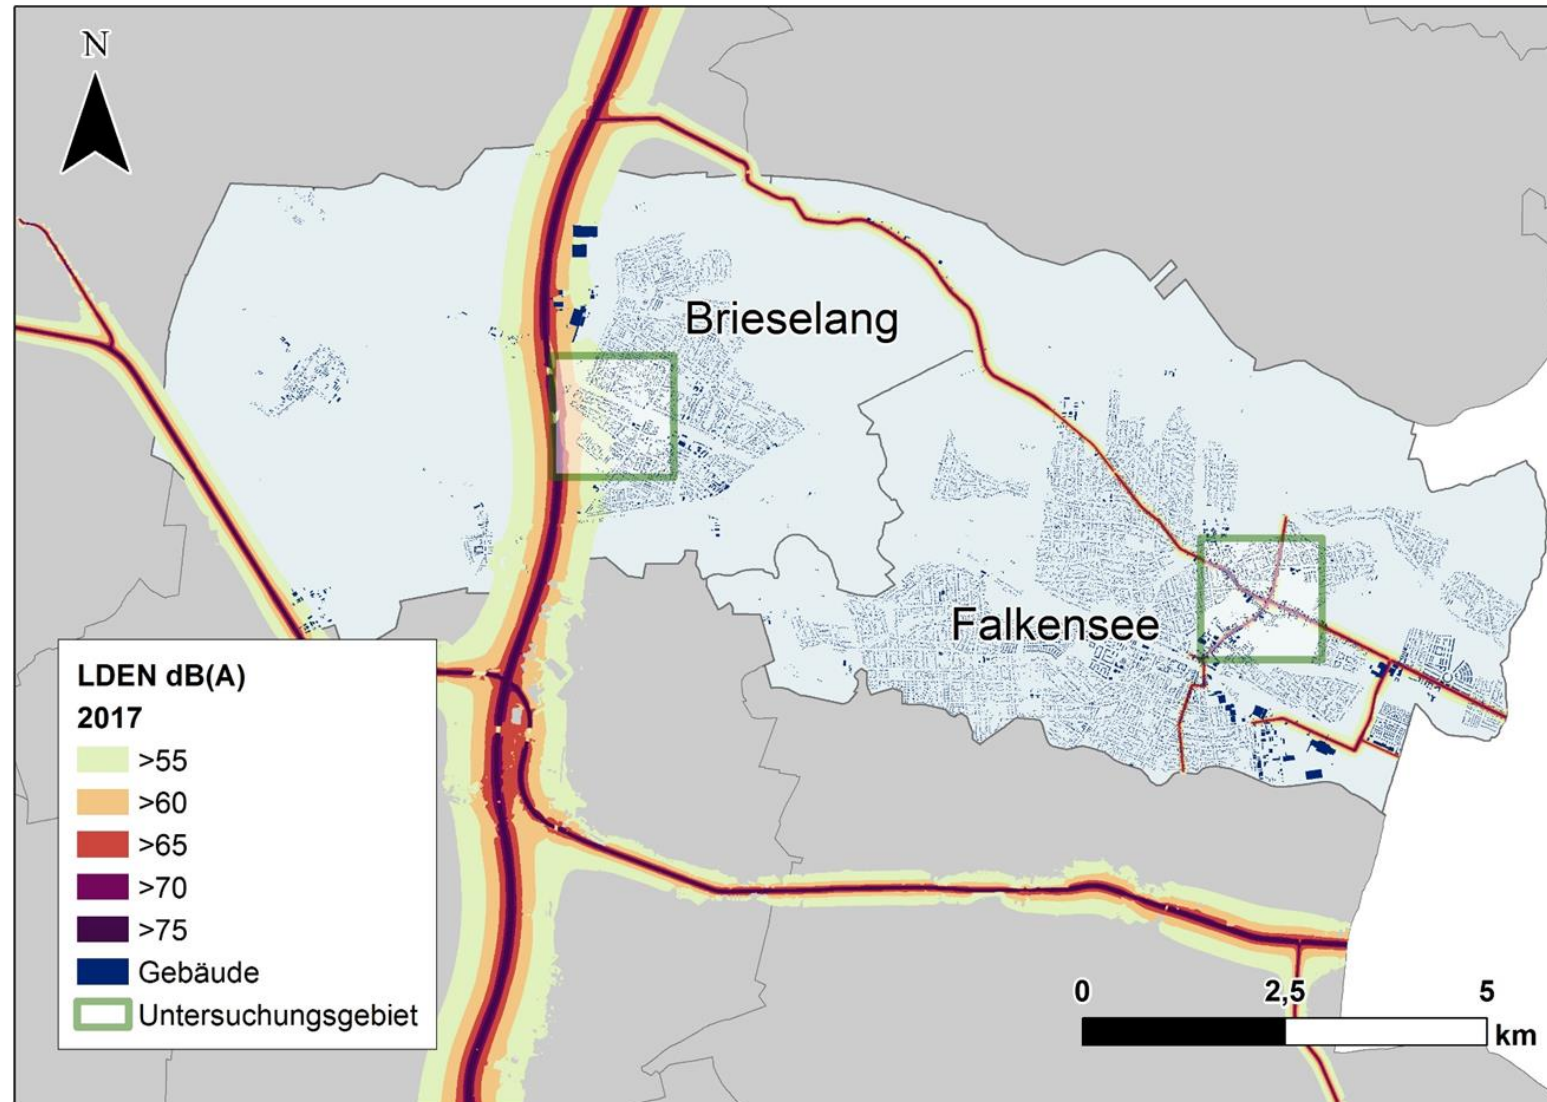 N
Brieselang
Falkensee
LDEN dB(A)
2017
>55
>60
>65
>70
>75
Gebäude
Untersuchungsgebiet
0 2,5 5
km